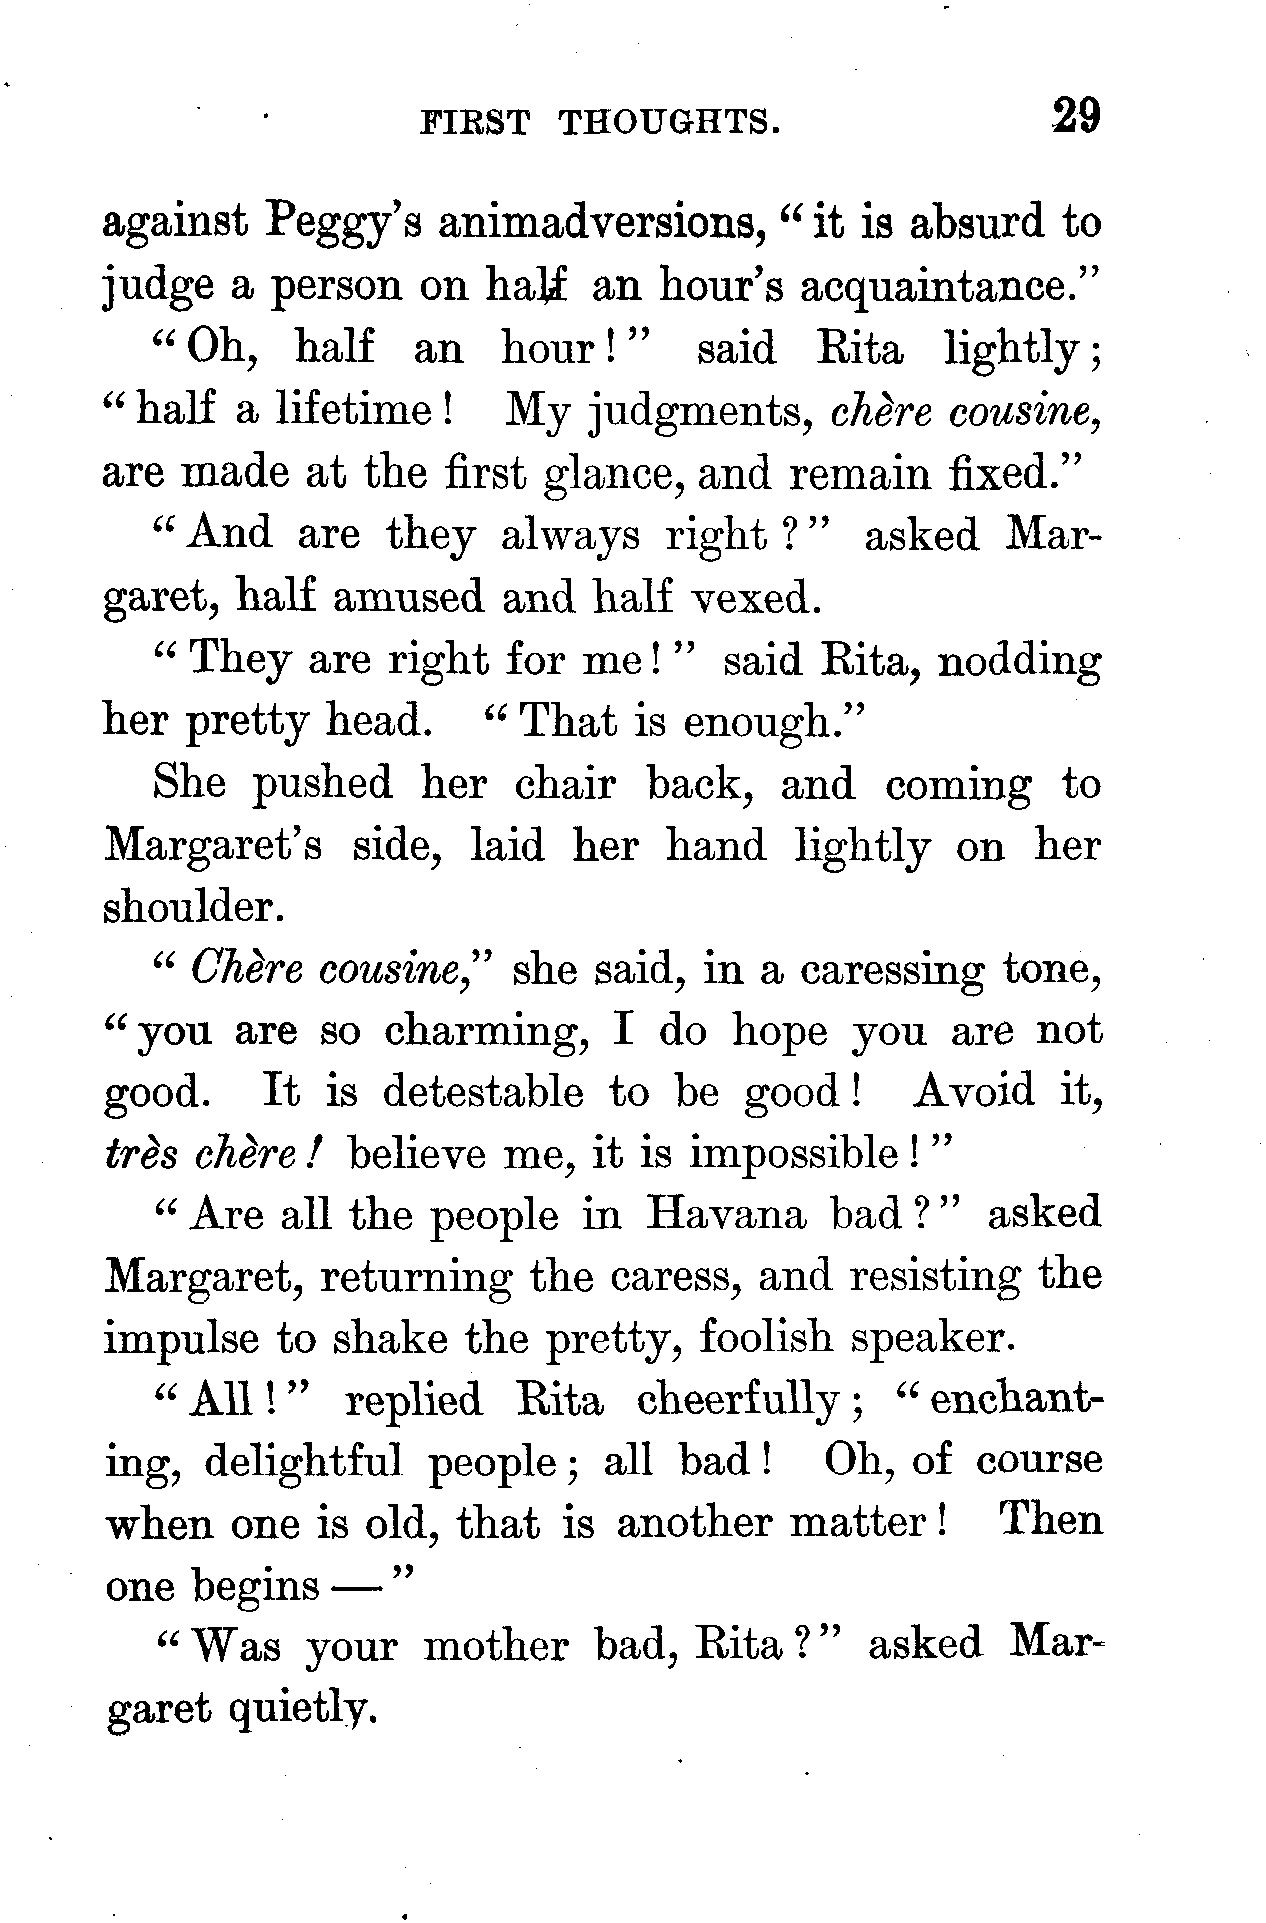 FIRST THOUGHTS. 29
against Peggy's animadversions, "it is absurd to
judge a person on half an hour's acquaintance."
"Oh, half an hour!" said Rita lightly;
"half a lifetime! My judgments, chère cousine,
are made at the first glance, and remain fixed."
"And are they always right?" asked Mar-
garet, half amused and half vexed.
"They are right for me!" said Rita, nodding
her pretty head. "That is enough."
She pushed her chair back, and coming to
Margaret's side, laid her hand lightly on her
shoulder.
"Chère cousine," she said, in a caressing tone,
"you are so charming, I do hope you are not
good. It is detestable to be good! Avoid it,
très chère! believe me, it is impossible!"
"Are all the people in Havana bad?" asked
Margaret, returning the caress, and resisting the
impulse to shake the pretty, foolish speaker.
"All!" replied Rita cheerfully; "enchant-
ing, delightful people; all bad! Oh, of course
when one is old, that is another matter! Then
one begins—"
"Was your mother bad, Rita?" asked Mar-
garet quietly.